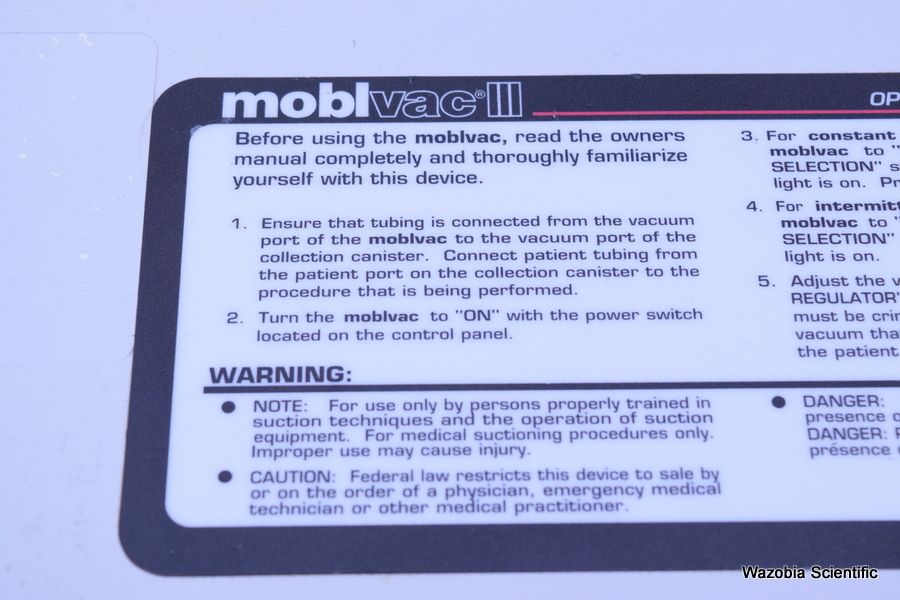 moblvac® III
OP
Before using the moblvac, read the owners
manual completely and thoroughly familiarize
yourself with this device.
1. Ensure that tubing is connected from the vacuum
port of the moblvac to the vacuum port of the
collection canister. Connect patient tubing from
the patient port on the collection canister to the
procedure that is being performed.
2. Turn the moblvac to "ON" with the power switch
located on the control panel.
3. For constant
moblvac to "
SELECTION" s
light is on. Pr
4. For intermitt
moblvac to "
SELECTION"
light is on.
5. Adjust the v
REGULATOR"
must be crim
vacuum tha
the patient
WARNING:
● NOTE: For use only by persons properly trained in
suction techniques and the operation of suction
equipment. For medical suctioning procedures only.
Improper use may cause injury.
● CAUTION: Federal law restricts this device to sale by
or on the order of a physician, emergency medical
technician or other medical practitioner.
● DANGER:
presence o
DANGER: R
présence
Wazobia Scientific